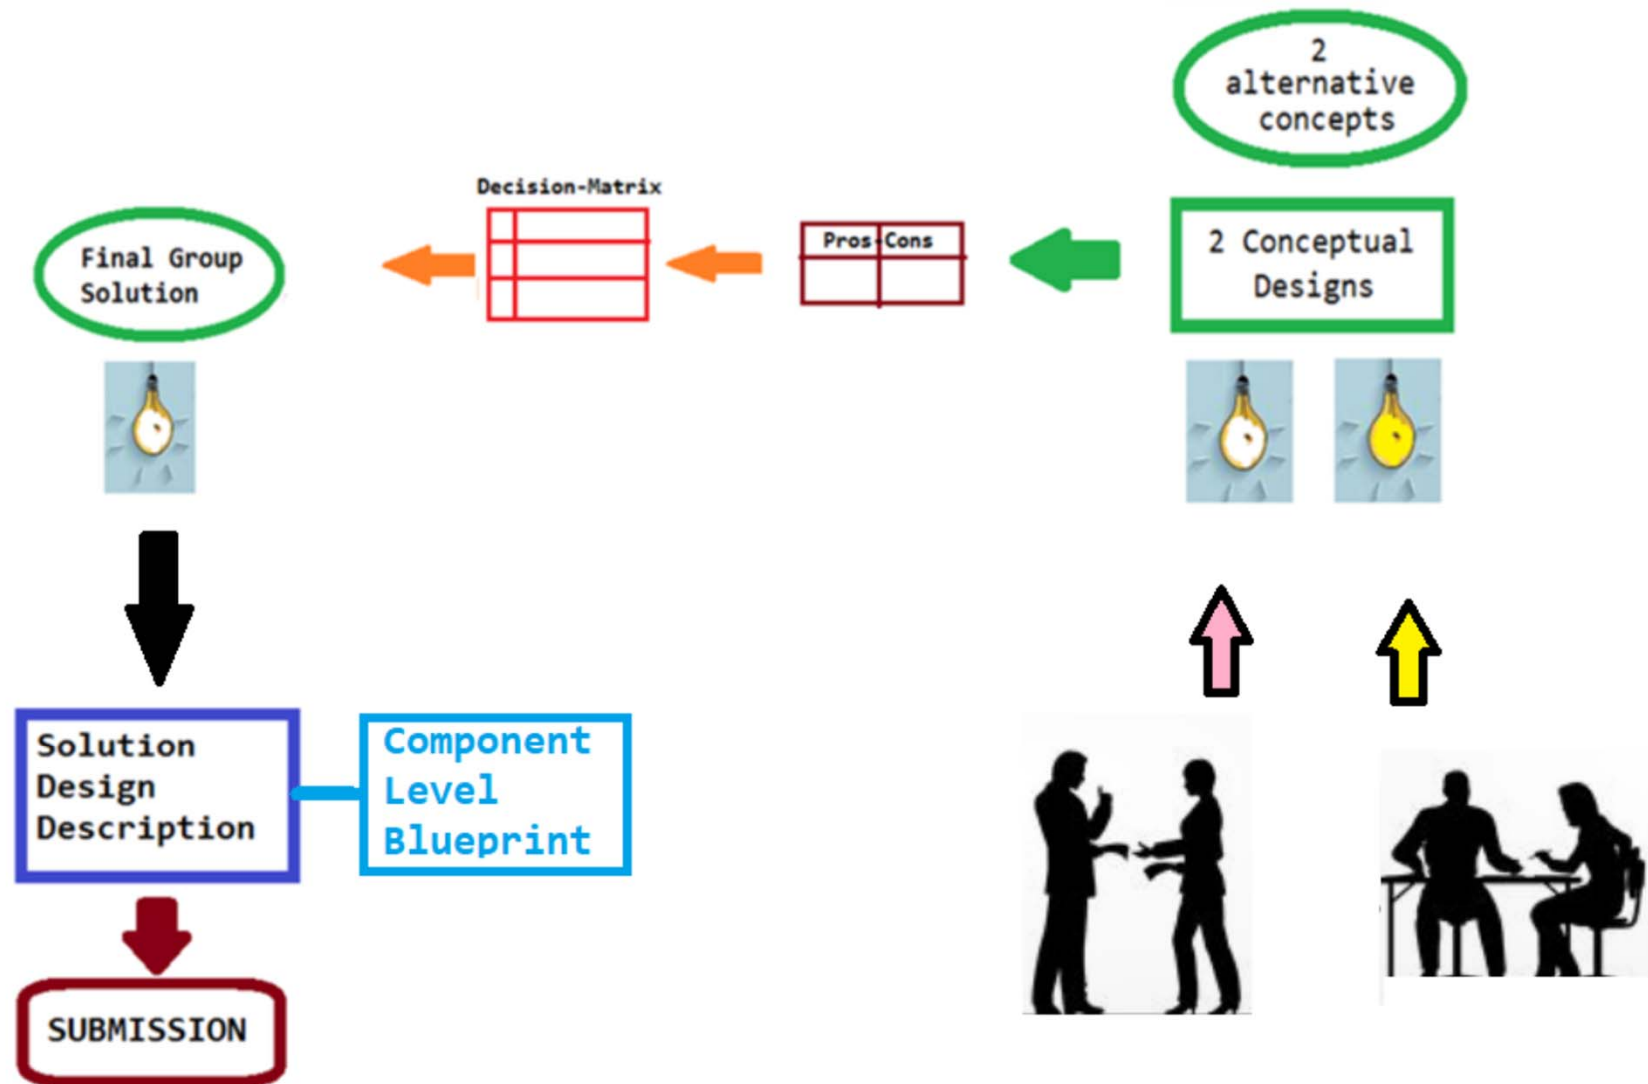 2
alternative
concepts
2 Conceptual
Designs
Pros-Cons
Decision-Matrix
Final Group
Solution
Solution
Design
Description
Component
Level
Blueprint
SUBMISSION